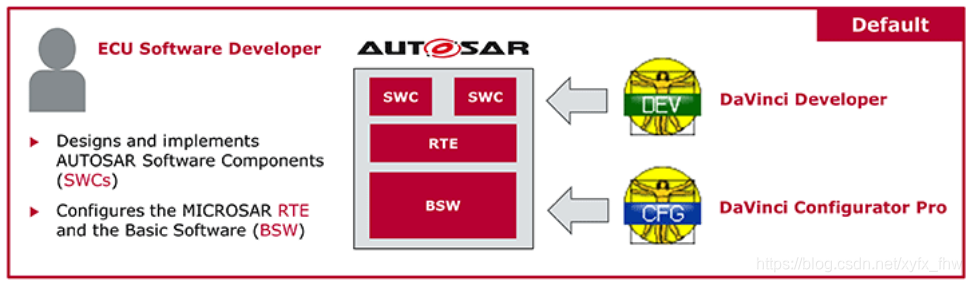 Default
ECU Software Developer
AUTOSAR
SWC SWC
RTE
BSW
DEV
DaVinci Developer
CFG
DaVinci Configurator Pro
Designs and implements
AUTOSAR Software Components
(SWCs)
Configures the MICROSAR RTE
and the Basic Software (BSW)
https://blog.csdn.net/xyfx_fhw